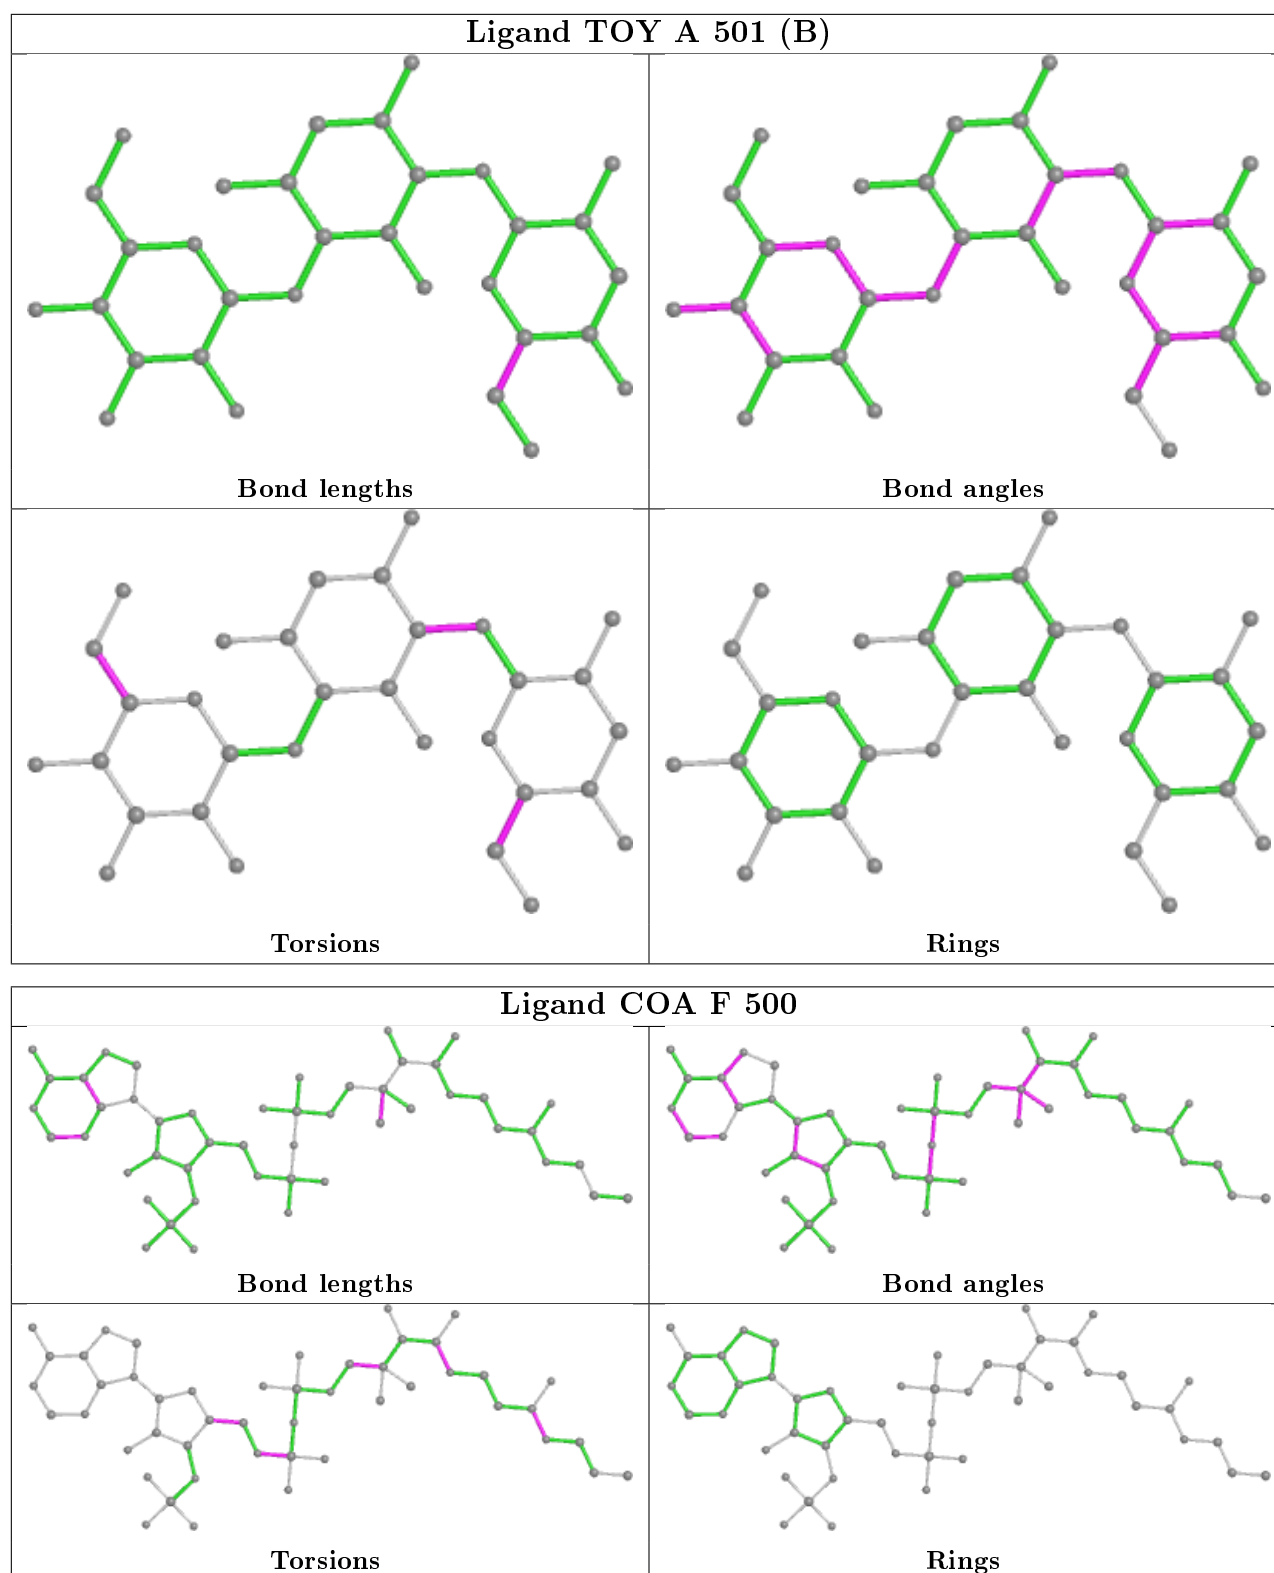 Ligand TOY A 501 (B)
Bond lengths
Bond angles
Torsions
Rings
Ligand COA F 500
Bond lengths
Bond angles
Torsions
Rings